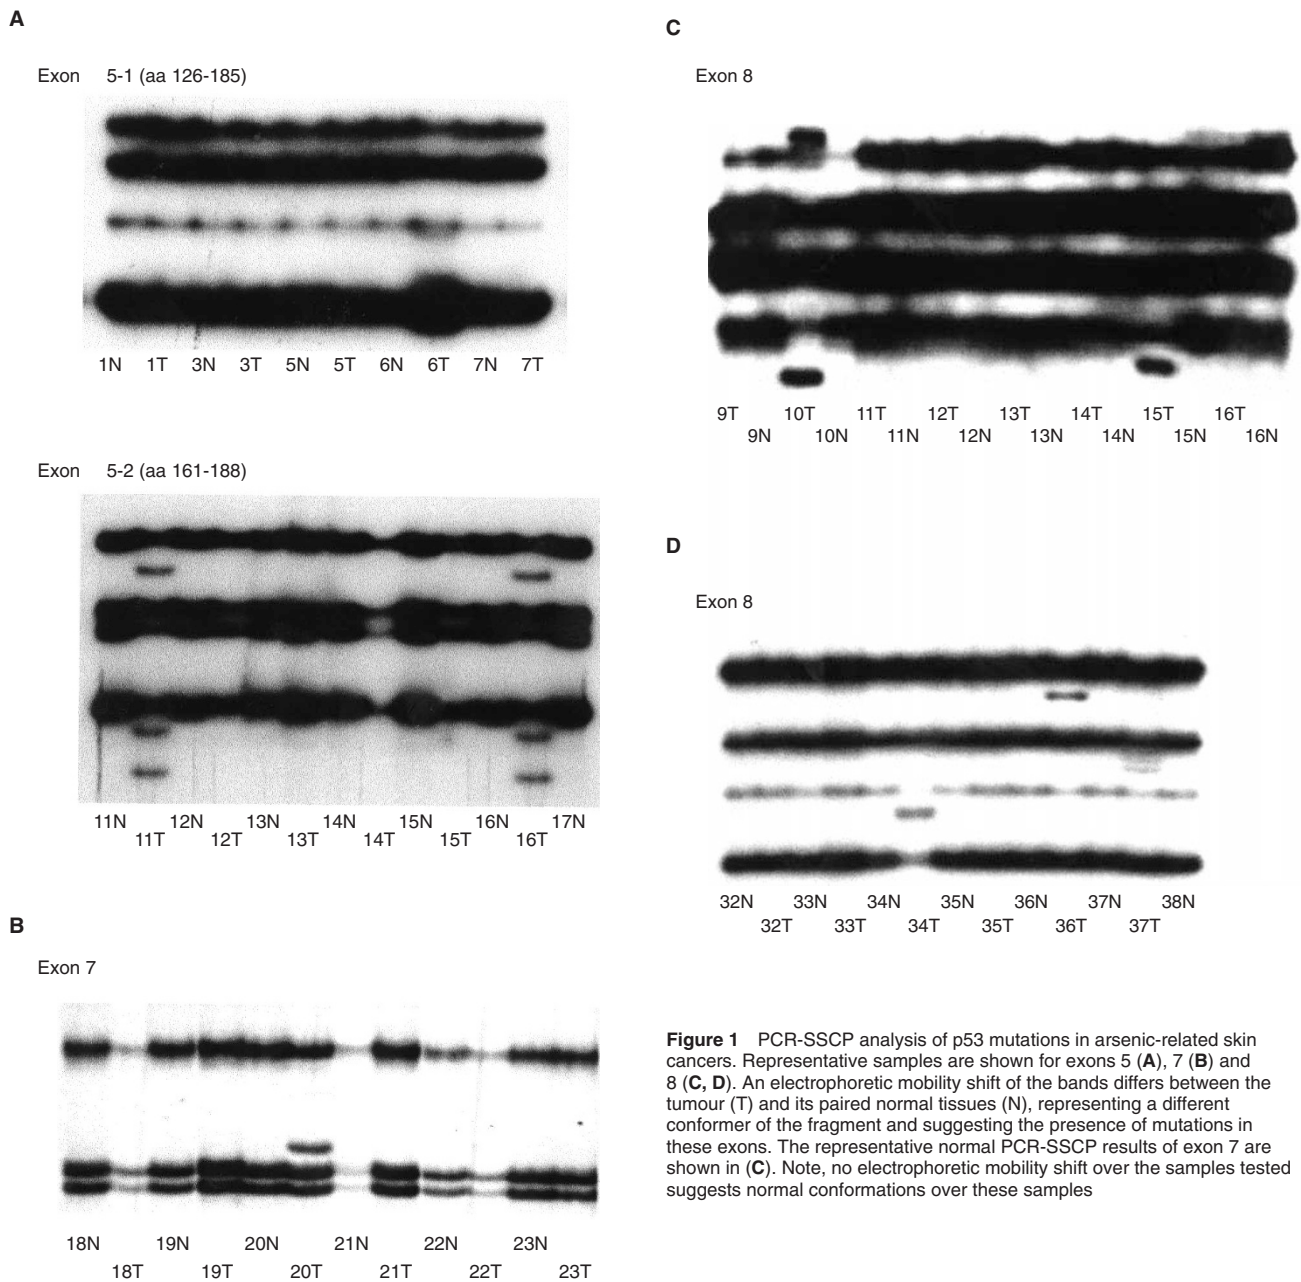 A
Exon 5-1 (aa 126-185)
1N 1T 3N 3T 5N 5T 6N 6T 7N 7T
Exon 5-2 (aa 161-188)
11N 12N 13N 14N 15N 16N 17N
11T 12T 13T 14T 15T 16T
B
Exon 7
18N 19N 20N 21N 22N 23N
18T 19T 20T 21T 22T 23T
C
Exon 8
9T 10T 11T 12T 13T 14T 15T 16T
9N 10N 11N 12N 13N 14N 15N 16N
D
Exon 8
32N 33N 34N 35N 36N 37N 38N
32T 33T 34T 35T 36T 37T
Figure 1 PCR-SSCP analysis of p53 mutations in arsenic-related skin
cancers. Representative samples are shown for exons 5 (A), 7 (B) and
8 (C, D). An electrophoretic mobility shift of the bands differs between the
tumour (T) and its paired normal tissues (N), representing a different
conformer of the fragment and suggesting the presence of mutations in
these exons. The representative normal PCR-SSCP results of exon 7 are
shown in (C). Note, no electrophoretic mobility shift over the samples tested
suggests normal conformations over these samples